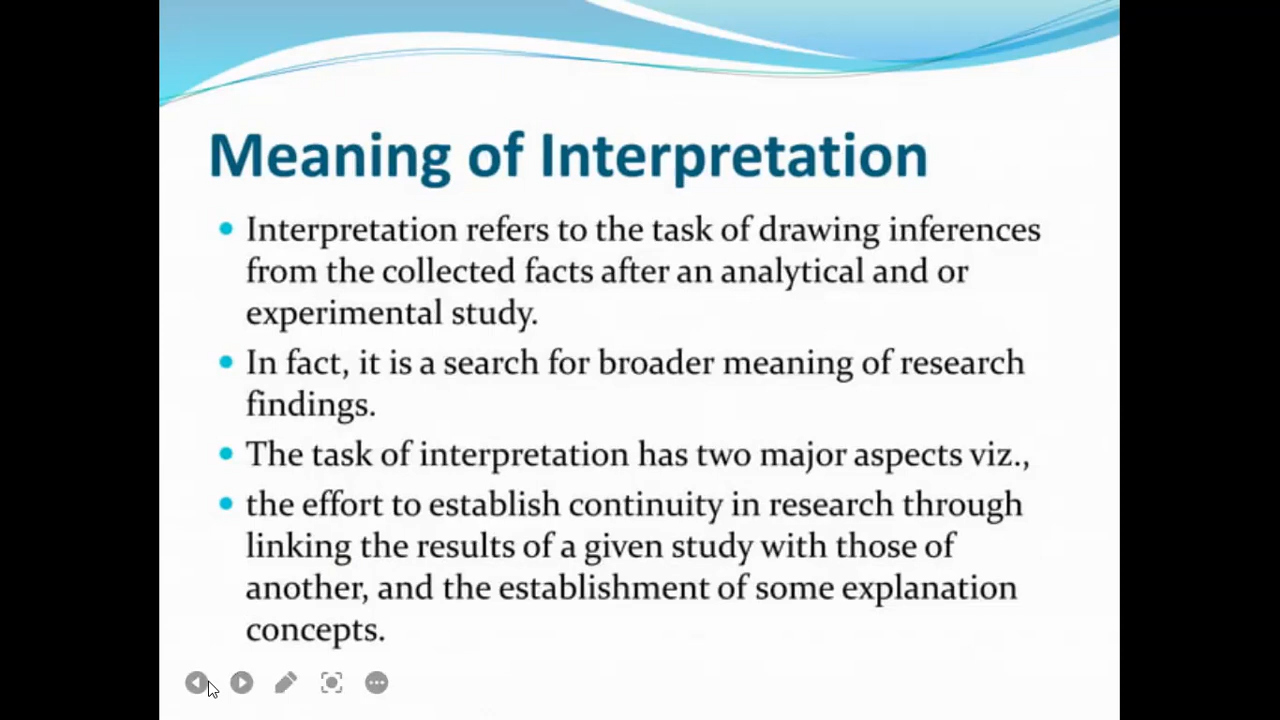 Meaning of Interpretation
• Interpretation refers to the task of drawing inferences
from the collected facts after an analytical and or
experimental study.
• In fact, it is a search for broader meaning of research
findings.
• The task of interpretation has two major aspects viz.,
• the effort to establish continuity in research through
linking the results of a given study with those of
another, and the establishment of some explanation
concepts.